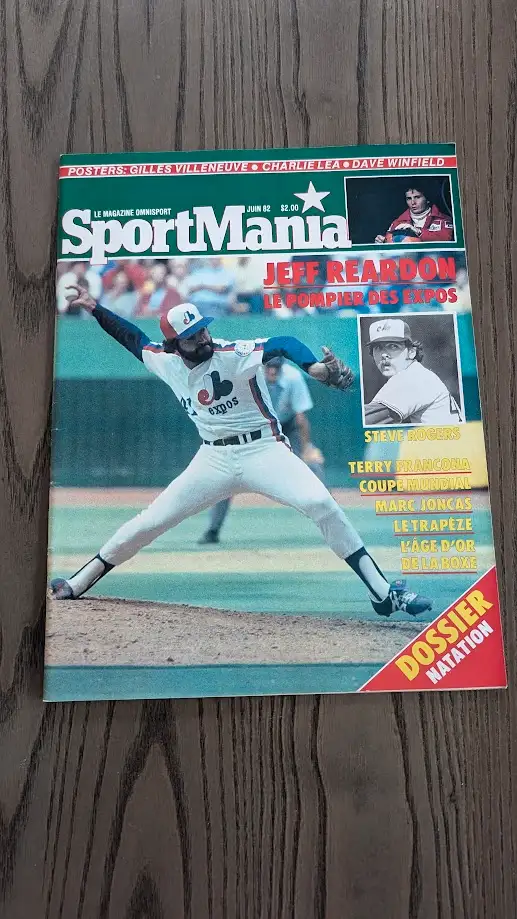 POSTERS: GILLES VILLENEUVE • CHARLIE LEA • DAVE WINFIELD
LE MAGAZINE OMNISPORT
JUIN 82 $2.00
SportMania
JEFF REARDON
LE POMPIER DES EXPOS
expos
STEVE ROGERS
TERRY FRANCONA
COUPE MUNDIAL
MARC JONCAS
LE TRAPÈZE
L'ÂGE D'OR
DE LA BOXE
DOSSIER
NATATION